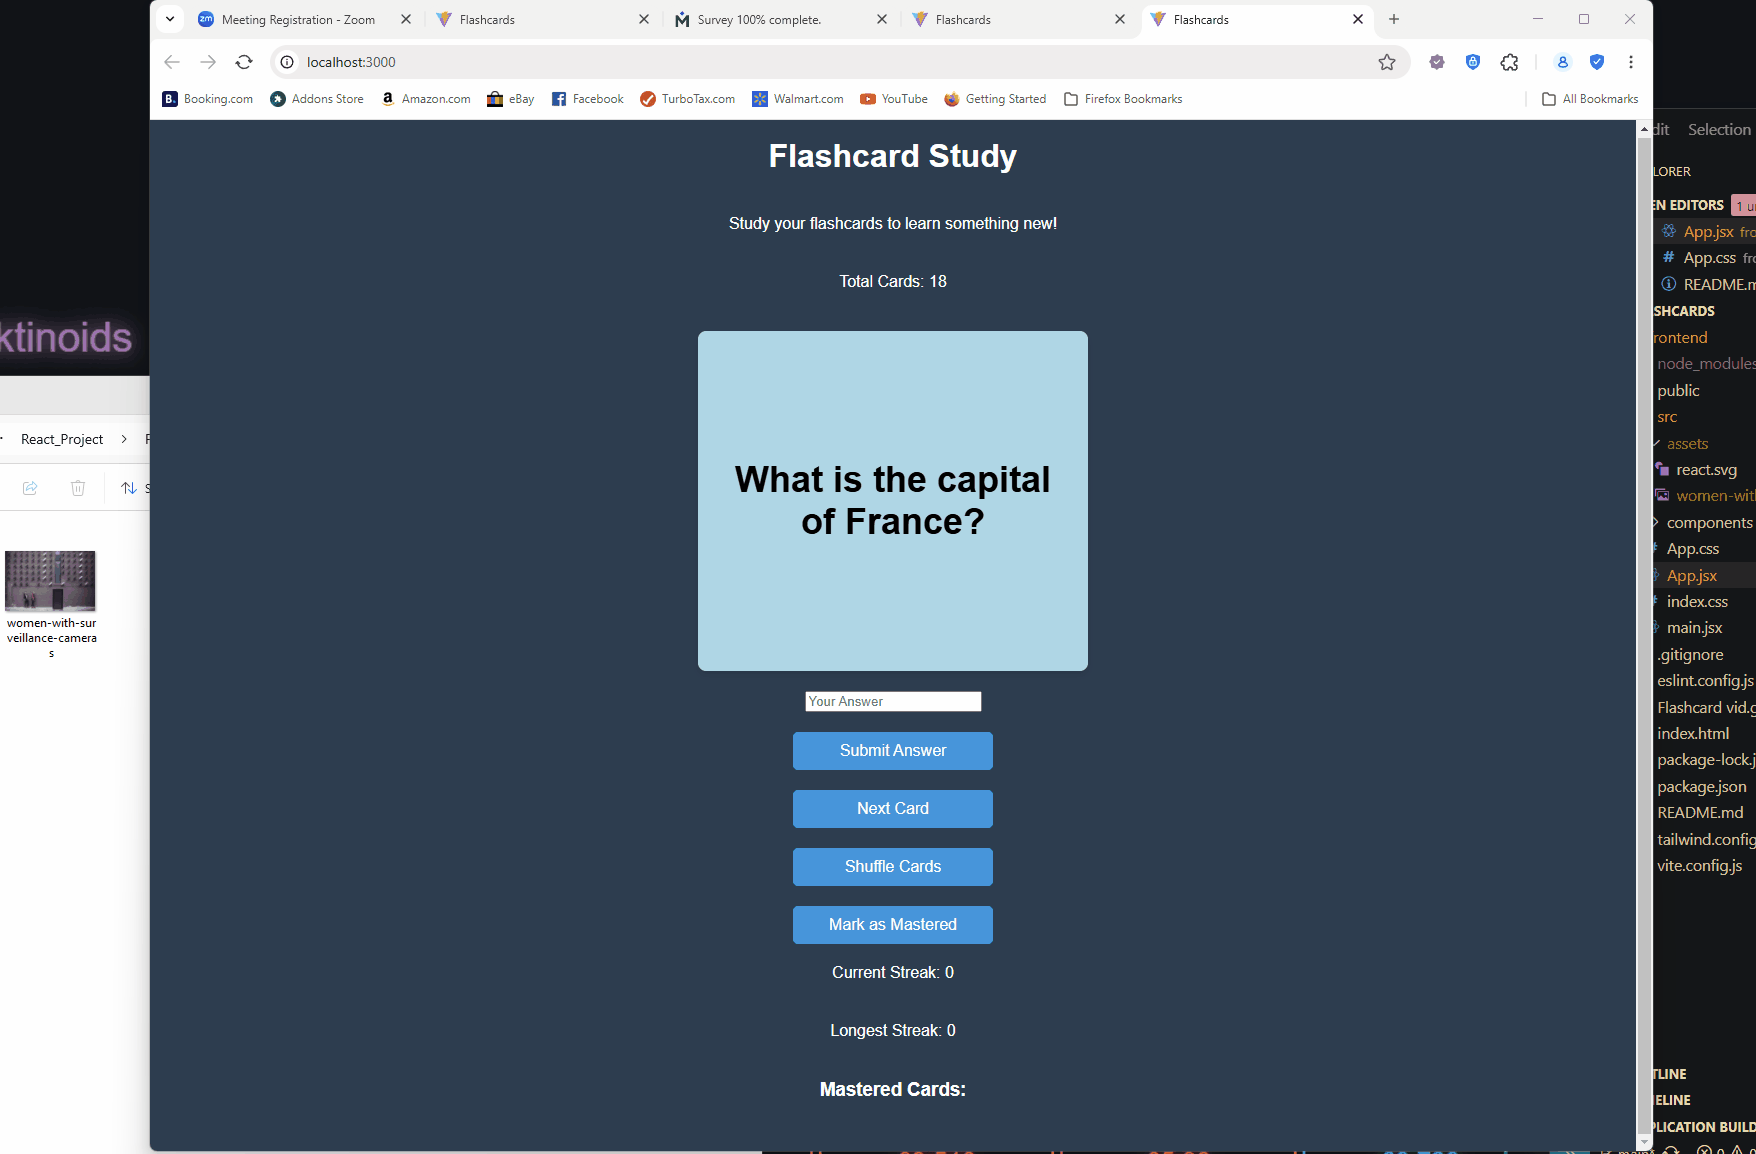 Meeting Registration - Zoom
Flashcards
Survey 100% complete.
Flashcards
Flashcards
localhost:3000
Booking.com
Addons Store
Amazon.com
eBay
Facebook
TurboTax.com
Walmart.com
YouTube
Getting Started
Firefox Bookmarks
All Bookmarks
Flashcard Study
Study your flashcards to learn something new!
Total Cards: 18
What is the capital
of France?
Your Answer
Submit Answer
Next Card
Shuffle Cards
Mark as Mastered
Current Streak: 0
Longest Streak: 0
Mastered Cards:
ktinoids
React_Project
women-with-sur
veillance-camera
s
dit Selection
LORER
EN EDITORS 1 u
App.jsx fro
App.css fro
README.m
SHCARDS
rontend
node_modules
public
src
assets
react.svg
women-wit
components
App.css
App.jsx
index.css
main.jsx
.gitignore
eslint.config.js
Flashcard vid.g
index.html
package-lock.j
package.json
README.md
tailwind.config
vite.config.js
TLINE
ELINE
PLICATION BUILD